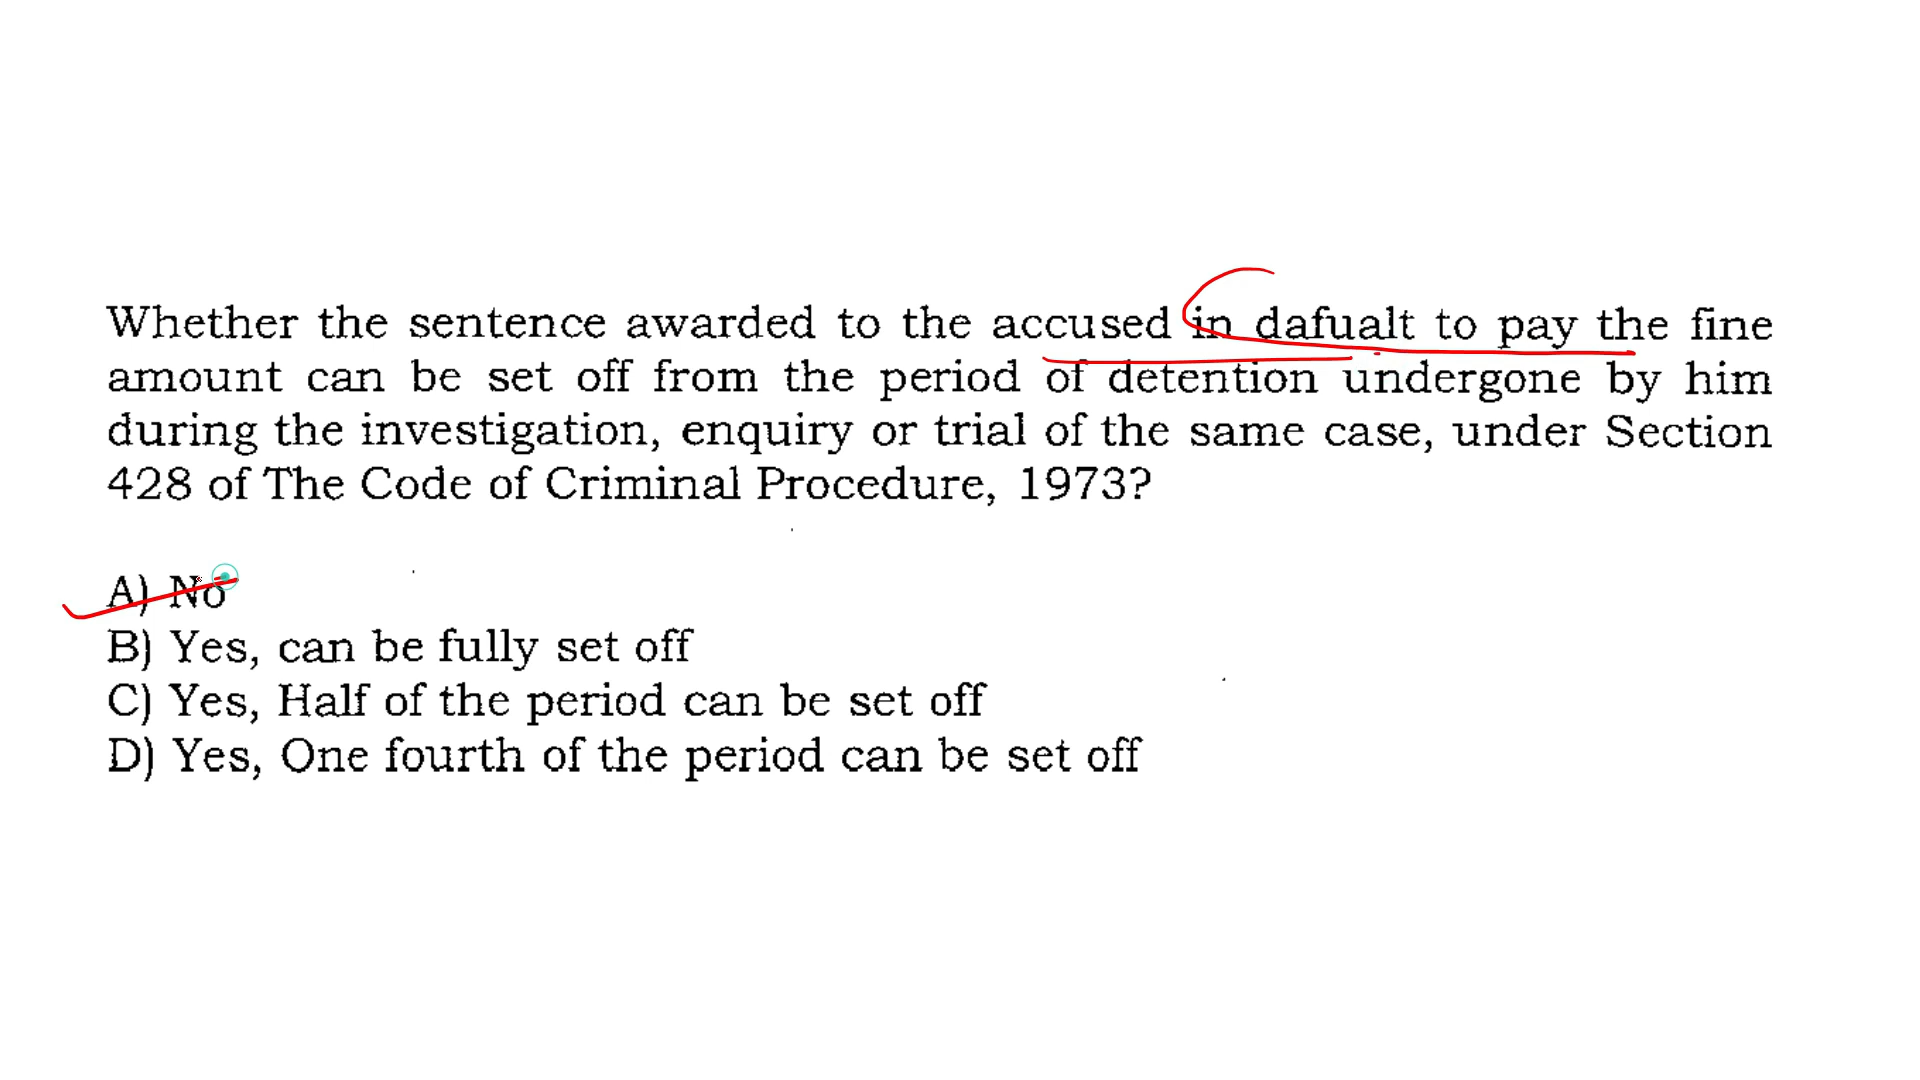 Whether the sentence awarded to the accused in dafualt to pay the fine
amount can be set off from the period of detention undergone by him
during the investigation, enquiry or trial of the same case, under Section
428 of The Code of Criminal Procedure, 1973?
A) No
B) Yes, can be fully set off
C) Yes, Half of the period can be set off
D) Yes, One fourth of the period can be set off